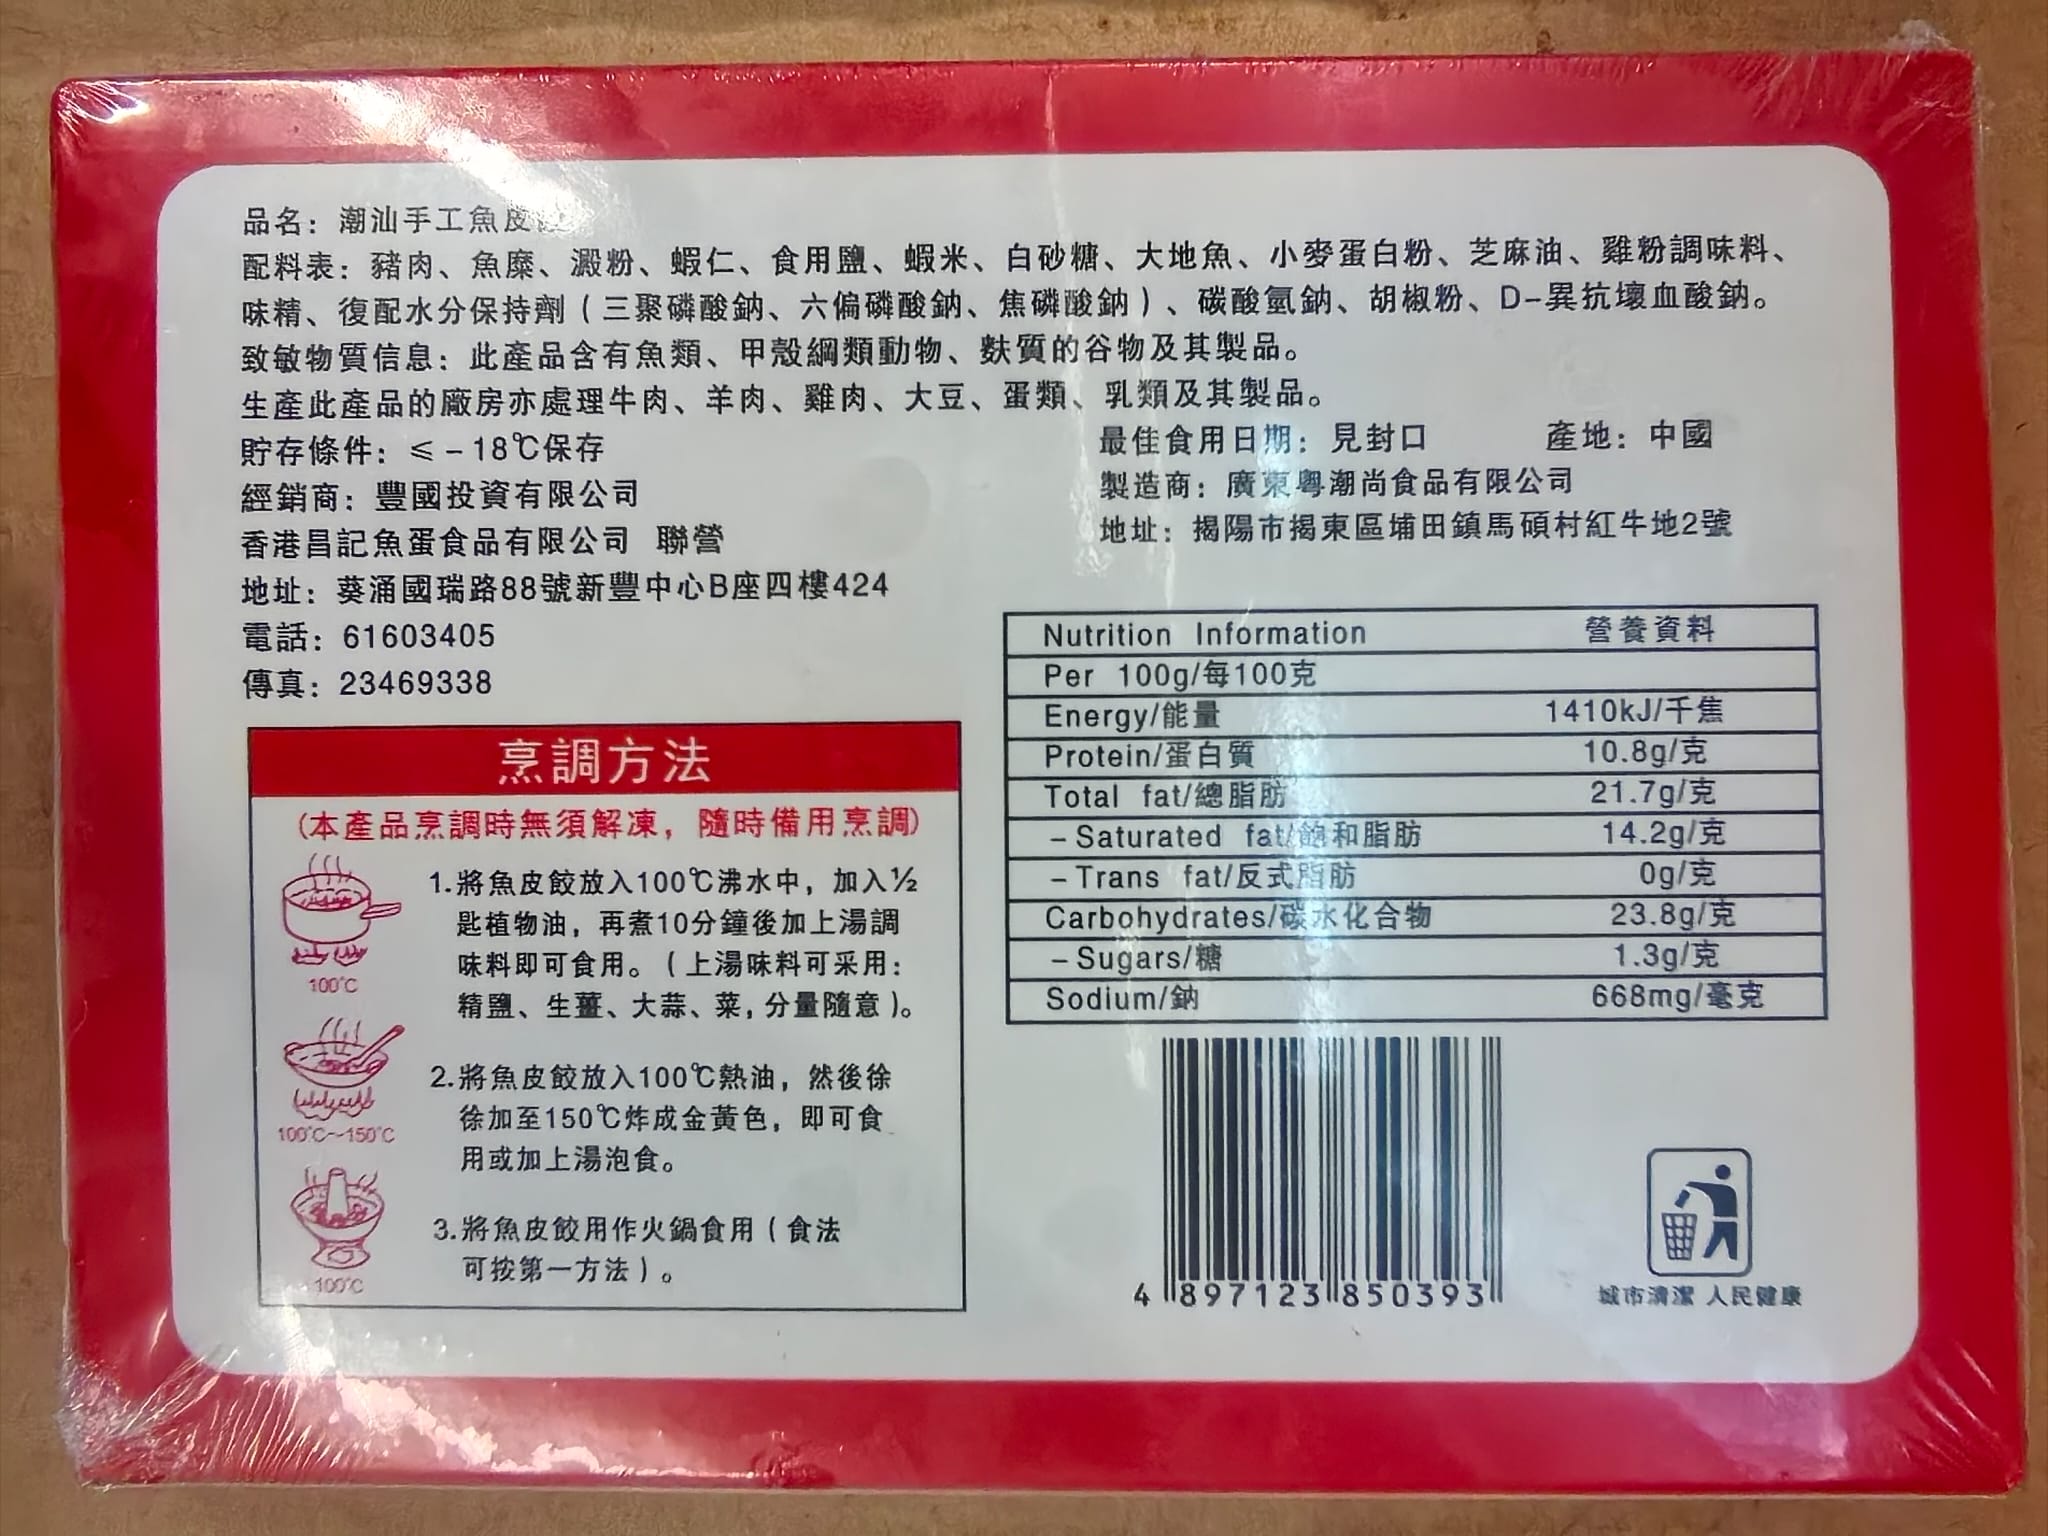 品名：潮汕手工魚皮
配料表：豬肉、魚糜、澱粉、蝦仁、食用鹽、蝦米、白砂糖、大地魚、小麥蛋白粉、芝麻油、雞粉調味料、
味精、復配水分保持劑（三聚磷酸鈉、六偏磷酸鈉、焦磷酸鈉）、碳酸氫鈉、胡椒粉、D-異抗壞血酸鈉。
致敏物質信息：此產品含有魚類、甲殼綱類動物、麩質的谷物及其製品。
生產此產品的廠房亦處理牛肉、羊肉、雞肉、大豆、蛋類、乳類及其製品。
貯存條件：≤-18℃保存
經銷商：豐國投資有限公司
香港昌記魚蛋食品有限公司 聯營
地址：葵涌國瑞路88號新豐中心B座四樓424
電話：61603405
傳真：23469338
最佳食用日期：見封口 產地：中國
製造商：廣東粵潮尚食品有限公司
地址：揭陽市揭東區埔田鎮馬碩村紅牛地2號
烹調方法
(本產品烹調時無須解凍，隨時備用烹調)
1.將魚皮餃放入100℃沸水中，加入½
匙植物油，再煮10分鐘後加上湯調
味料即可食用。（上湯味料可采用：
精鹽、生薑、大蒜、菜，分量隨意）。
100℃
2.將魚皮餃放入100℃熱油，然後徐
徐加至150℃炸成金黃色，即可食
用或加上湯泡食。
100℃~150℃
3.將魚皮餃用作火鍋食用（食法
可按第一方法）。
100℃
Nutrition Information 營養資料
Per 100g/每100克
Energy/能量 1410kJ/千焦
Protein/蛋白質 10.8g/克
Total fat/總脂肪 21.7g/克
-Saturated fat/飽和脂肪 14.2g/克
-Trans fat/反式脂肪 0g/克
Carbohydrates/碳水化合物 23.8g/克
-Sugars/糖 1.3g/克
Sodium/鈉 668mg/毫克
4 897123 850393
城市清潔 人民健康